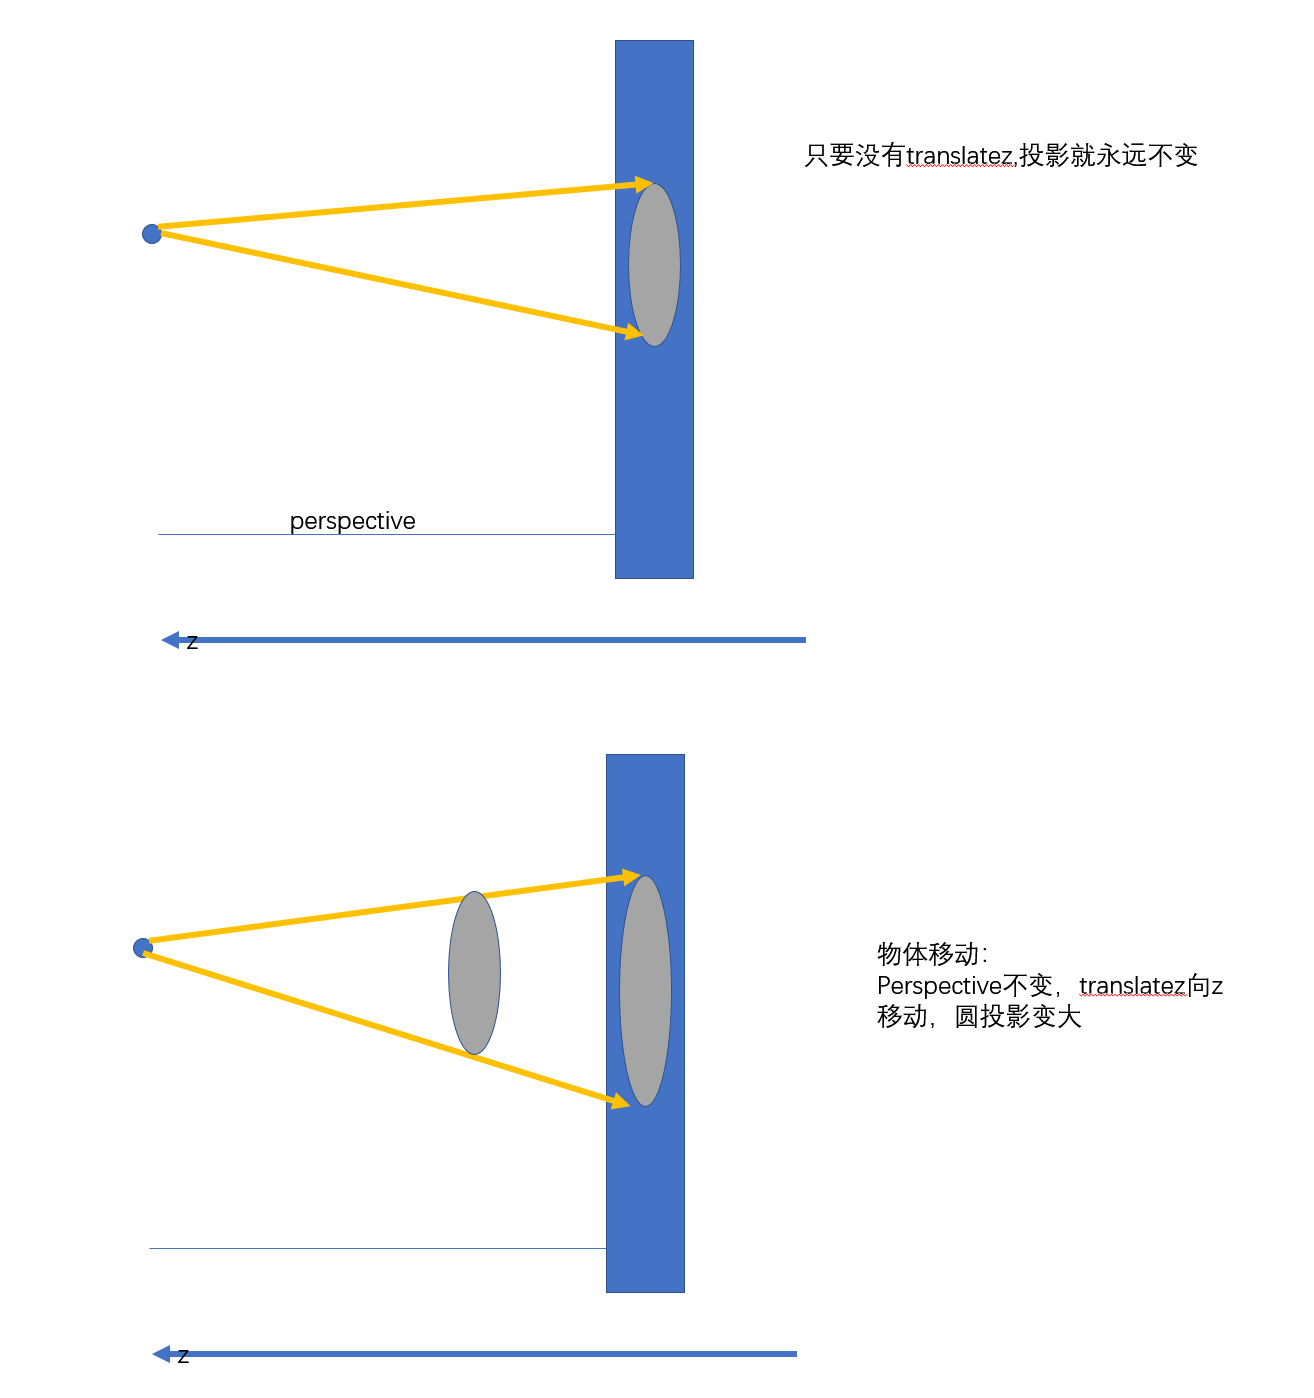 只要没有translatez,投影就永远不变
perspective
z
物体移动：
Perspective不变，translatez向z
移动，圆投影变大
z